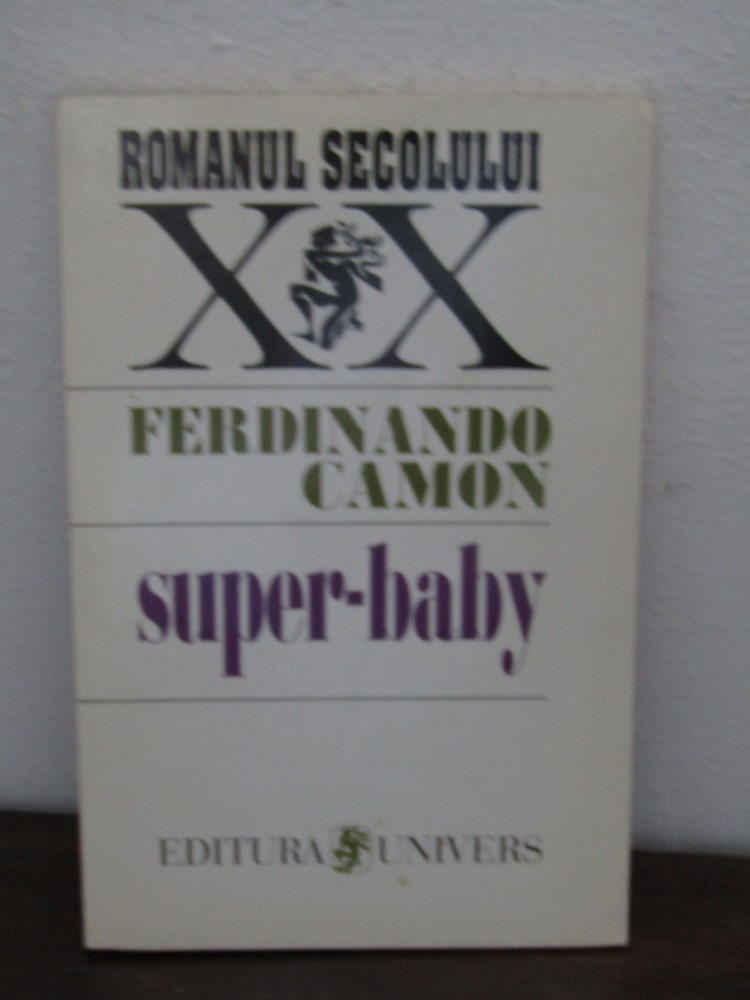 ROMANUL SECOLULUI
XX
FERDINANDO
CAMON
super-baby
EDITURA UNIVERS